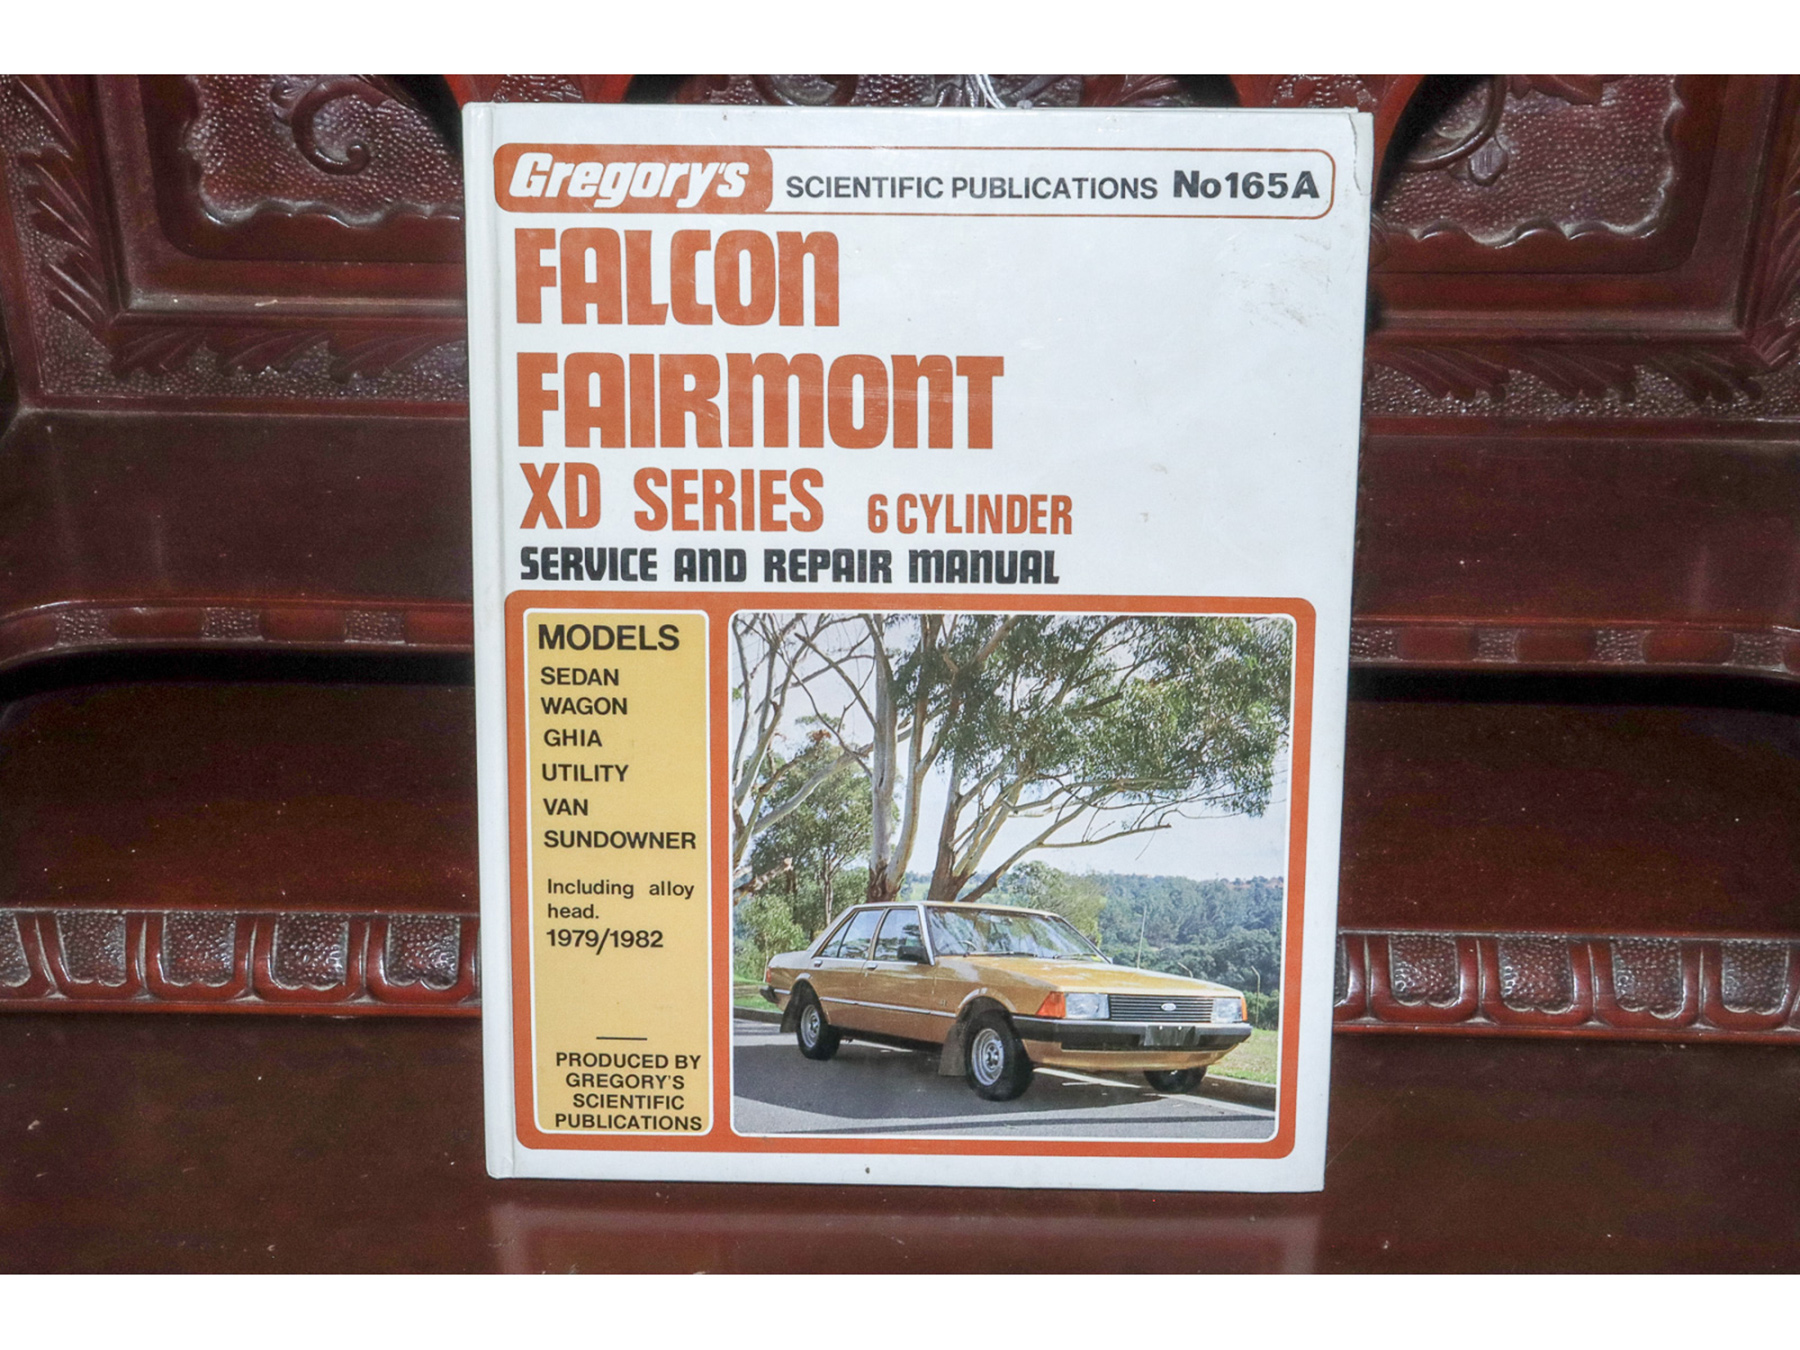 Gregory's SCIENTIFIC PUBLICATIONS No165A
FALCON
FAIRMONT
XD SERIES 6 CYLINDER
SERVICE AND REPAIR MANUAL
MODELS
SEDAN
WAGON
GHIA
UTILITY
VAN
SUNDOWNER
Including alloy
head.
1979/1982
PRODUCED BY
GREGORY'S
SCIENTIFIC
PUBLICATIONS